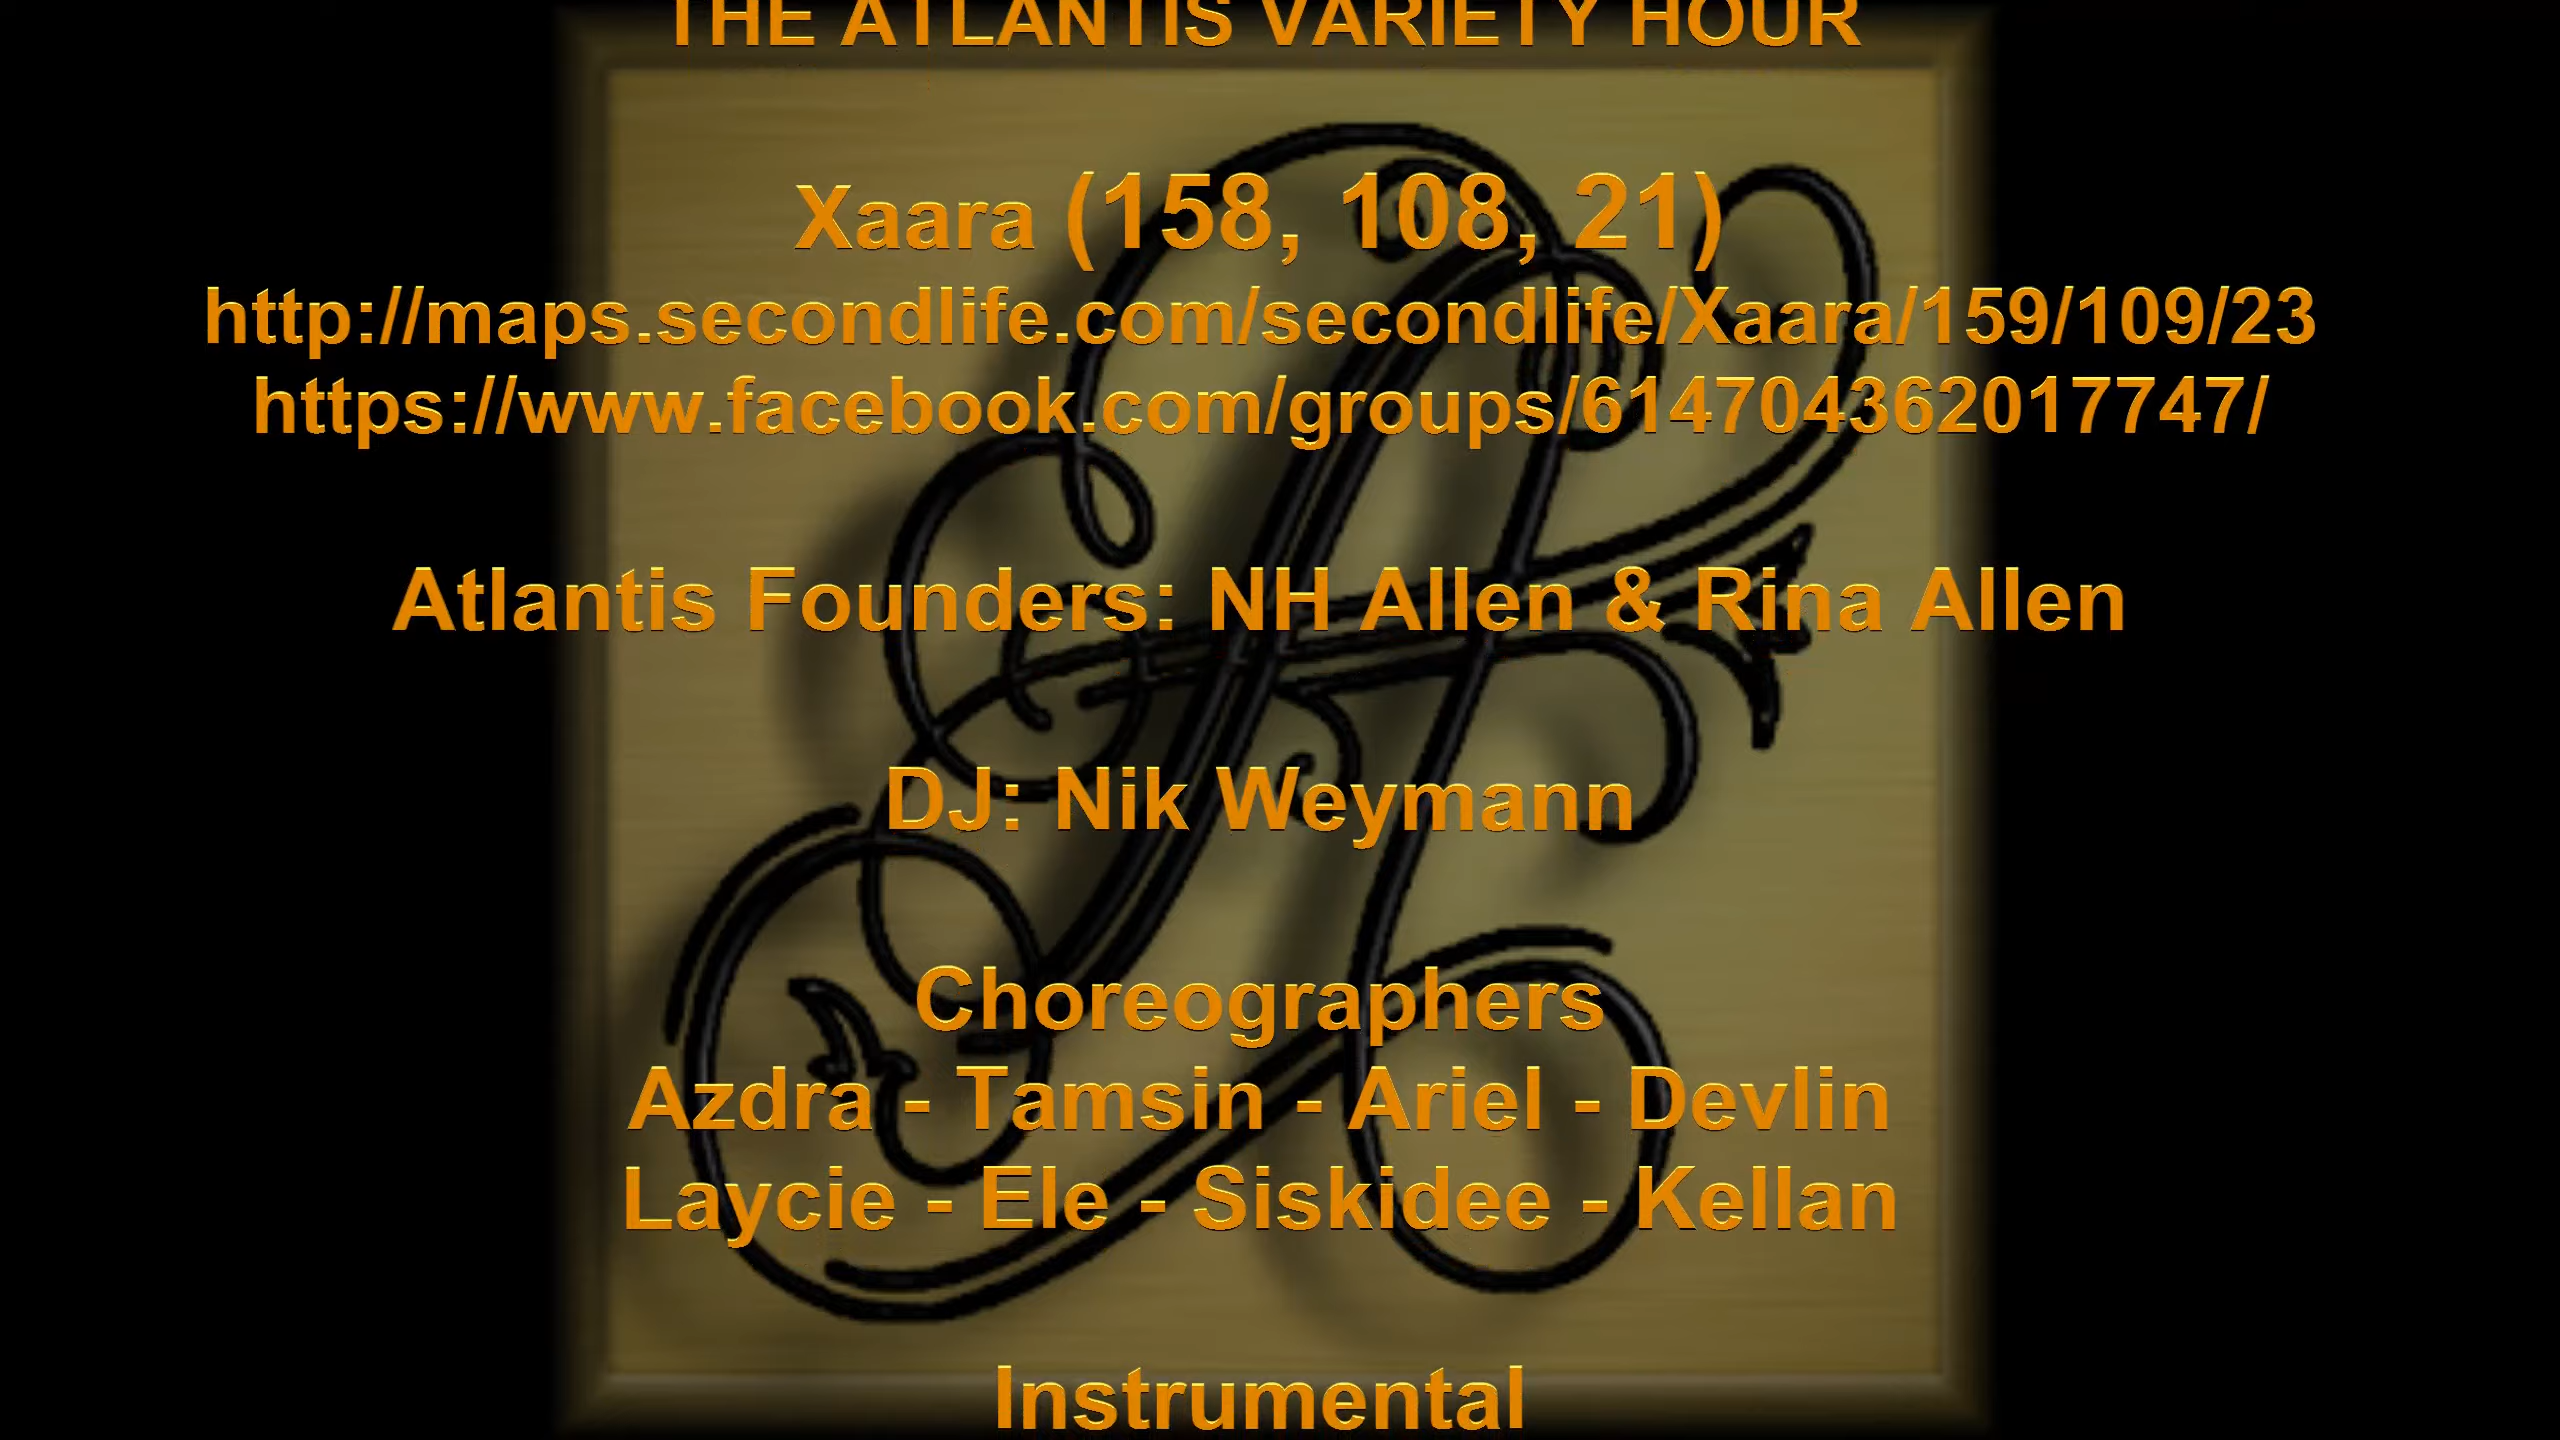 THE ATLANTIS VARIETY HOUR
Xaara (158, 108, 21)
http://maps.secondlife.com/secondlife/Xaara/159/109/23
https://www.facebook.com/groups/614704362017747/
Atlantis Founders: NH Allen & Rina Allen
DJ: Nik Weymann
Choreographers
Azdra - Tamsin - Ariel - Devlin
Laycie - Ele - Siskidee - Kellan
Instrumental